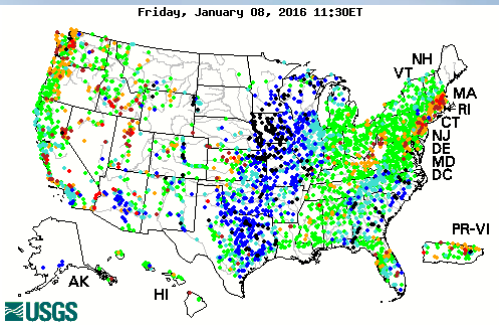 Friday, January 08, 2016 11:30ET
NH
VT
MA
RI
CT
NJ
DE
MD
DC
PR-VI
AK
HI
USGS